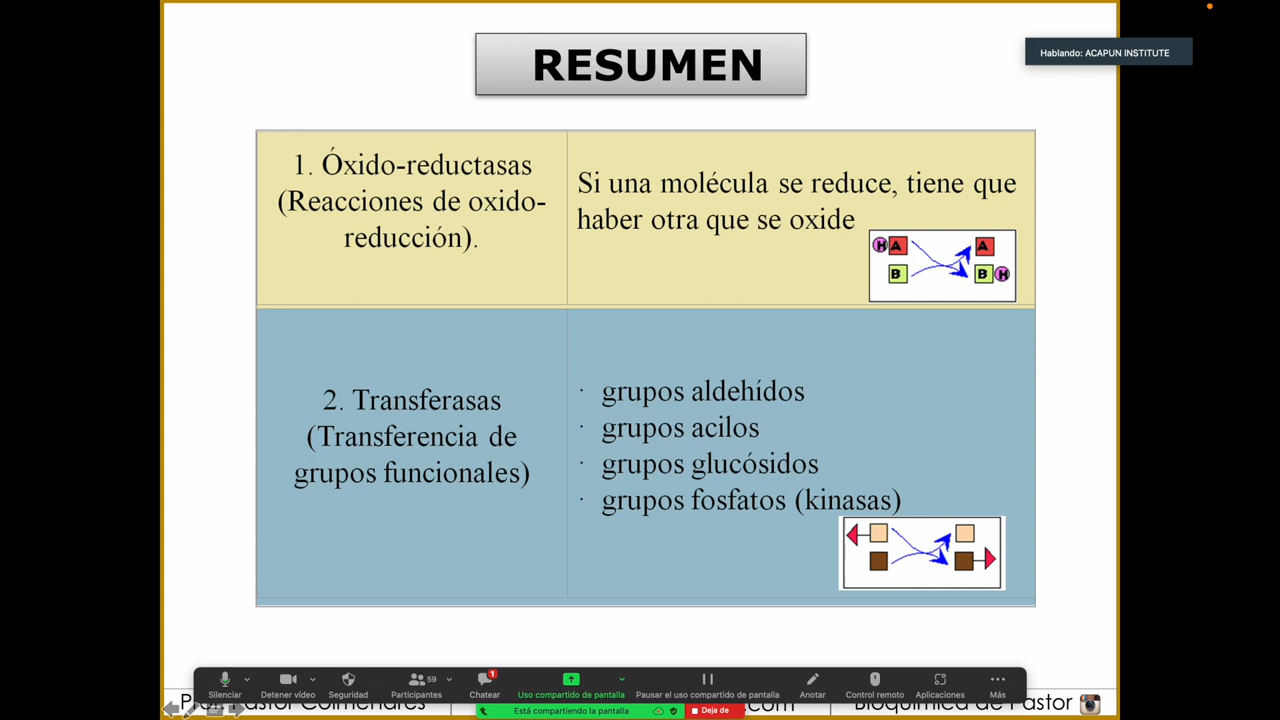 RESUMEN
Hablando: ACAPUN INSTITUTE
1. Óxido-reductasas
(Reacciones de oxido-
reducción).
Si una molécula se reduce, tiene que
haber otra que se oxide
H A A
B B H
2. Transferasas
(Transferencia de
grupos funcionales)
· grupos aldehídos
· grupos acilos
· grupos glucósidos
· grupos fosfatos (kinasas)
59
1
Silenciar Detener vídeo Seguridad Participantes Chatear Uso compartido de pantalla Pausar el uso compartido de pantalla Anotar Control remoto Aplicaciones Más
Pastor Colmenares .com Bioquímica de Pastor
Está compartiendo la pantalla Deja de